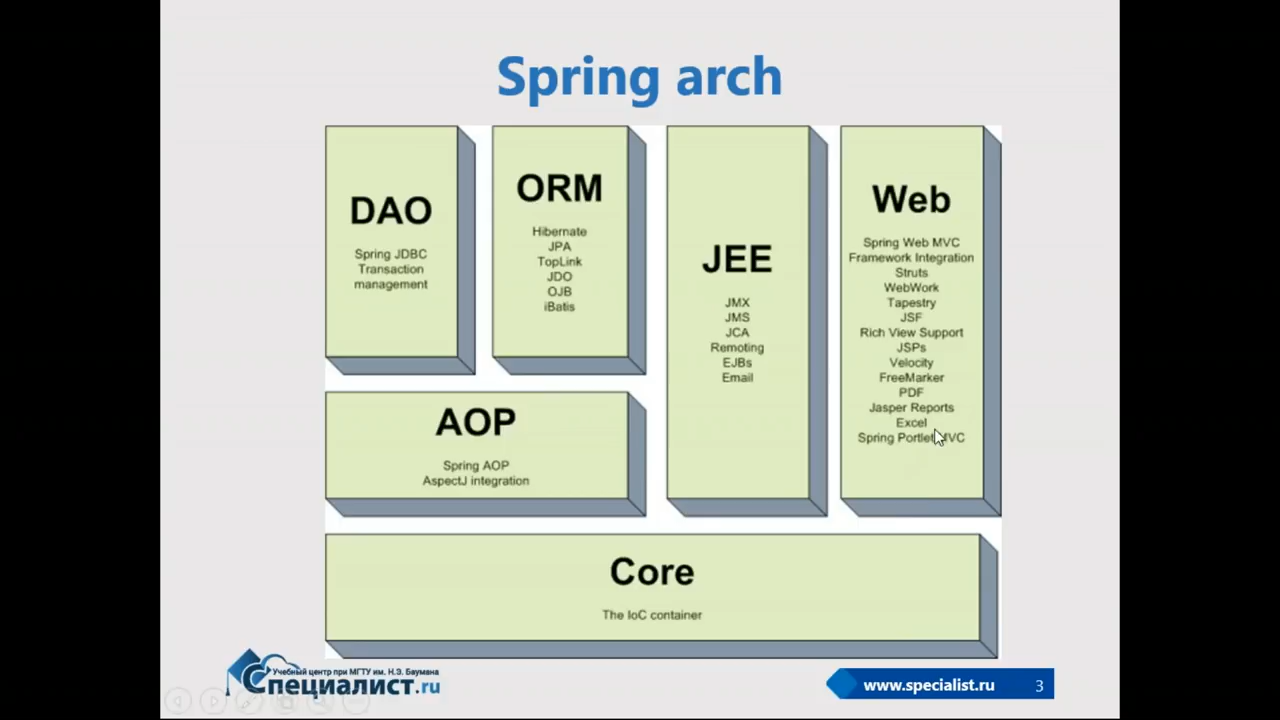 Spring arch
DAO
Spring JDBC
Transaction
management
ORM
Hibernate
JPA
TopLink
JDO
OJB
iBatis
JEE
JMX
JMS
JCA
Remoting
EJBs
Email
Web
Spring Web MVC
Framework Integration
Struts
WebWork
Tapestry
JSF
Rich View Support
JSPs
Velocity
FreeMarker
PDF
Jasper Reports
Excel
Spring Portlet MVC
AOP
Spring AOP
AspectJ integration
Core
The IoC container
Учебный центр при МГТУ им. Н.Э. Баумана
Специалист.ru
www.specialist.ru
3